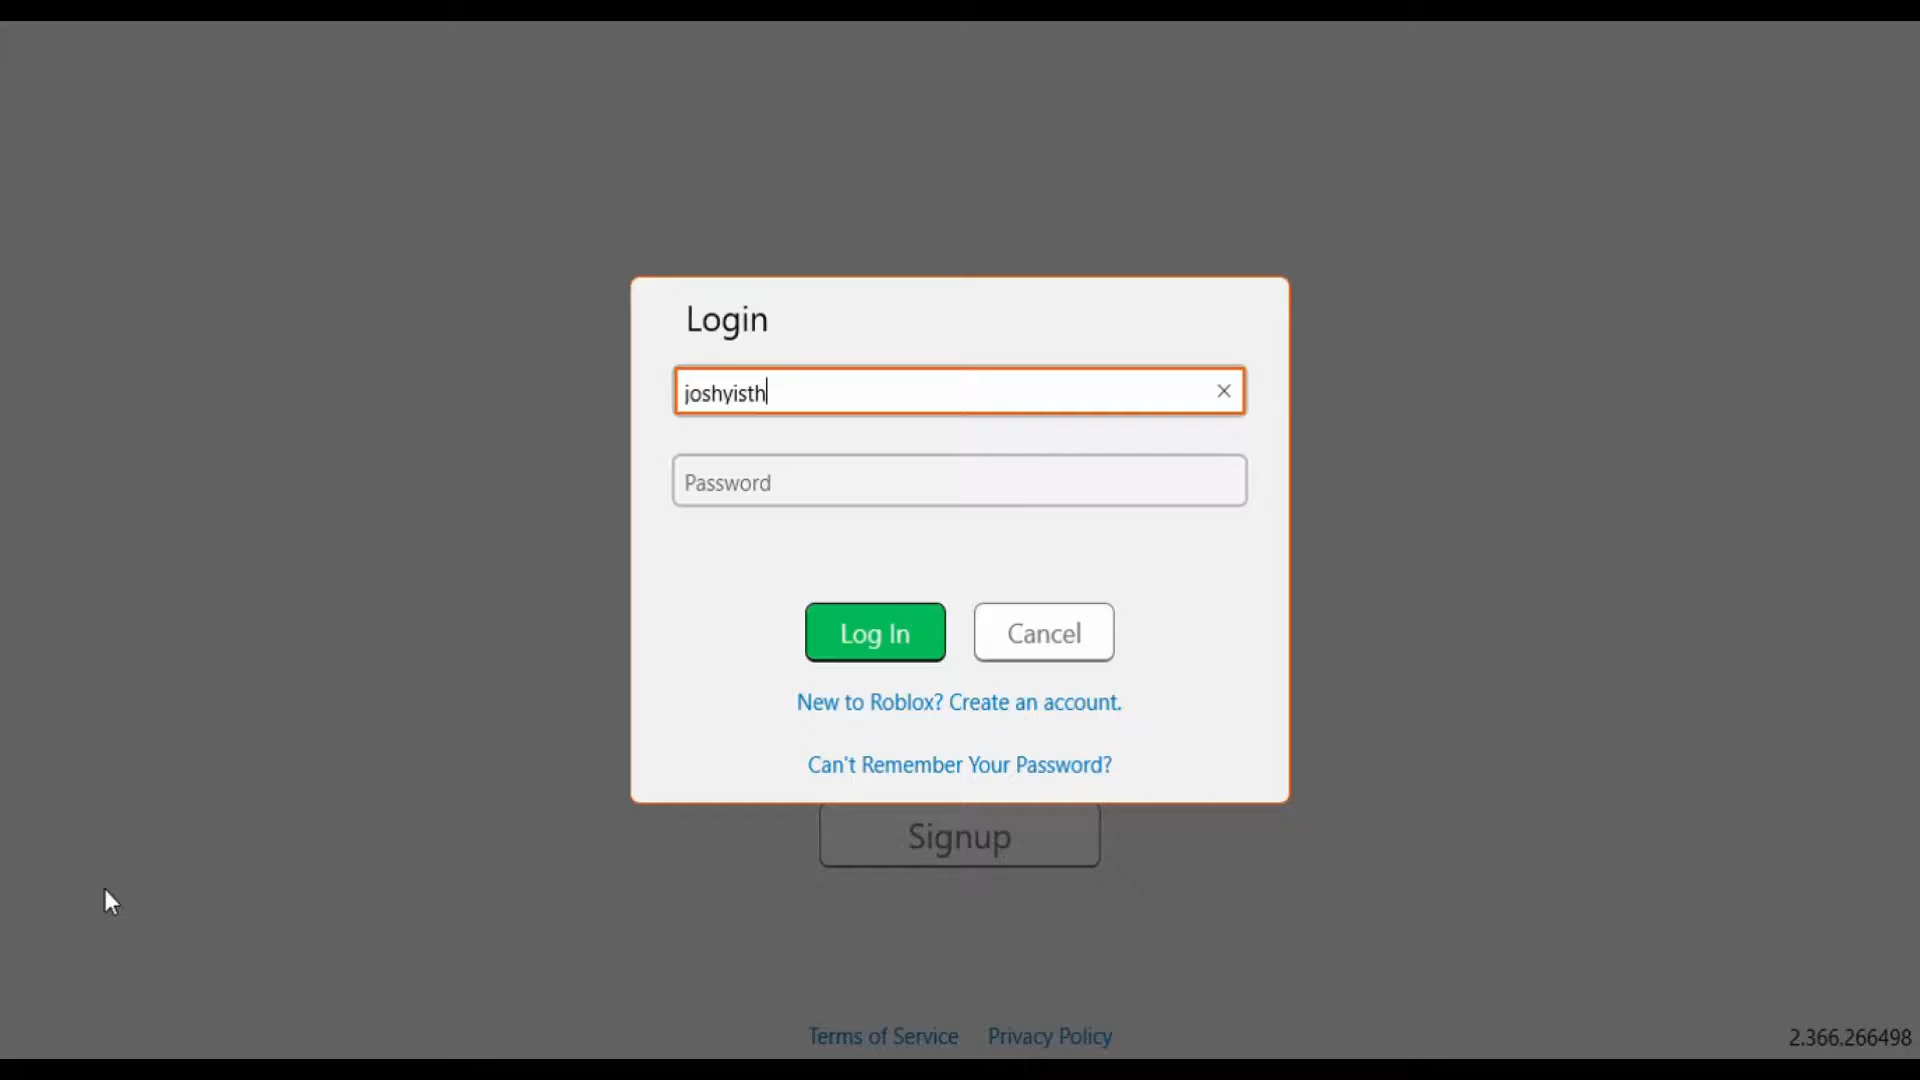 Login
joshyisth
Password
Log In
Cancel
New to Roblox? Create an account.
Can't Remember Your Password?
Signup
Terms of Service
Privacy Policy
2.366.266498